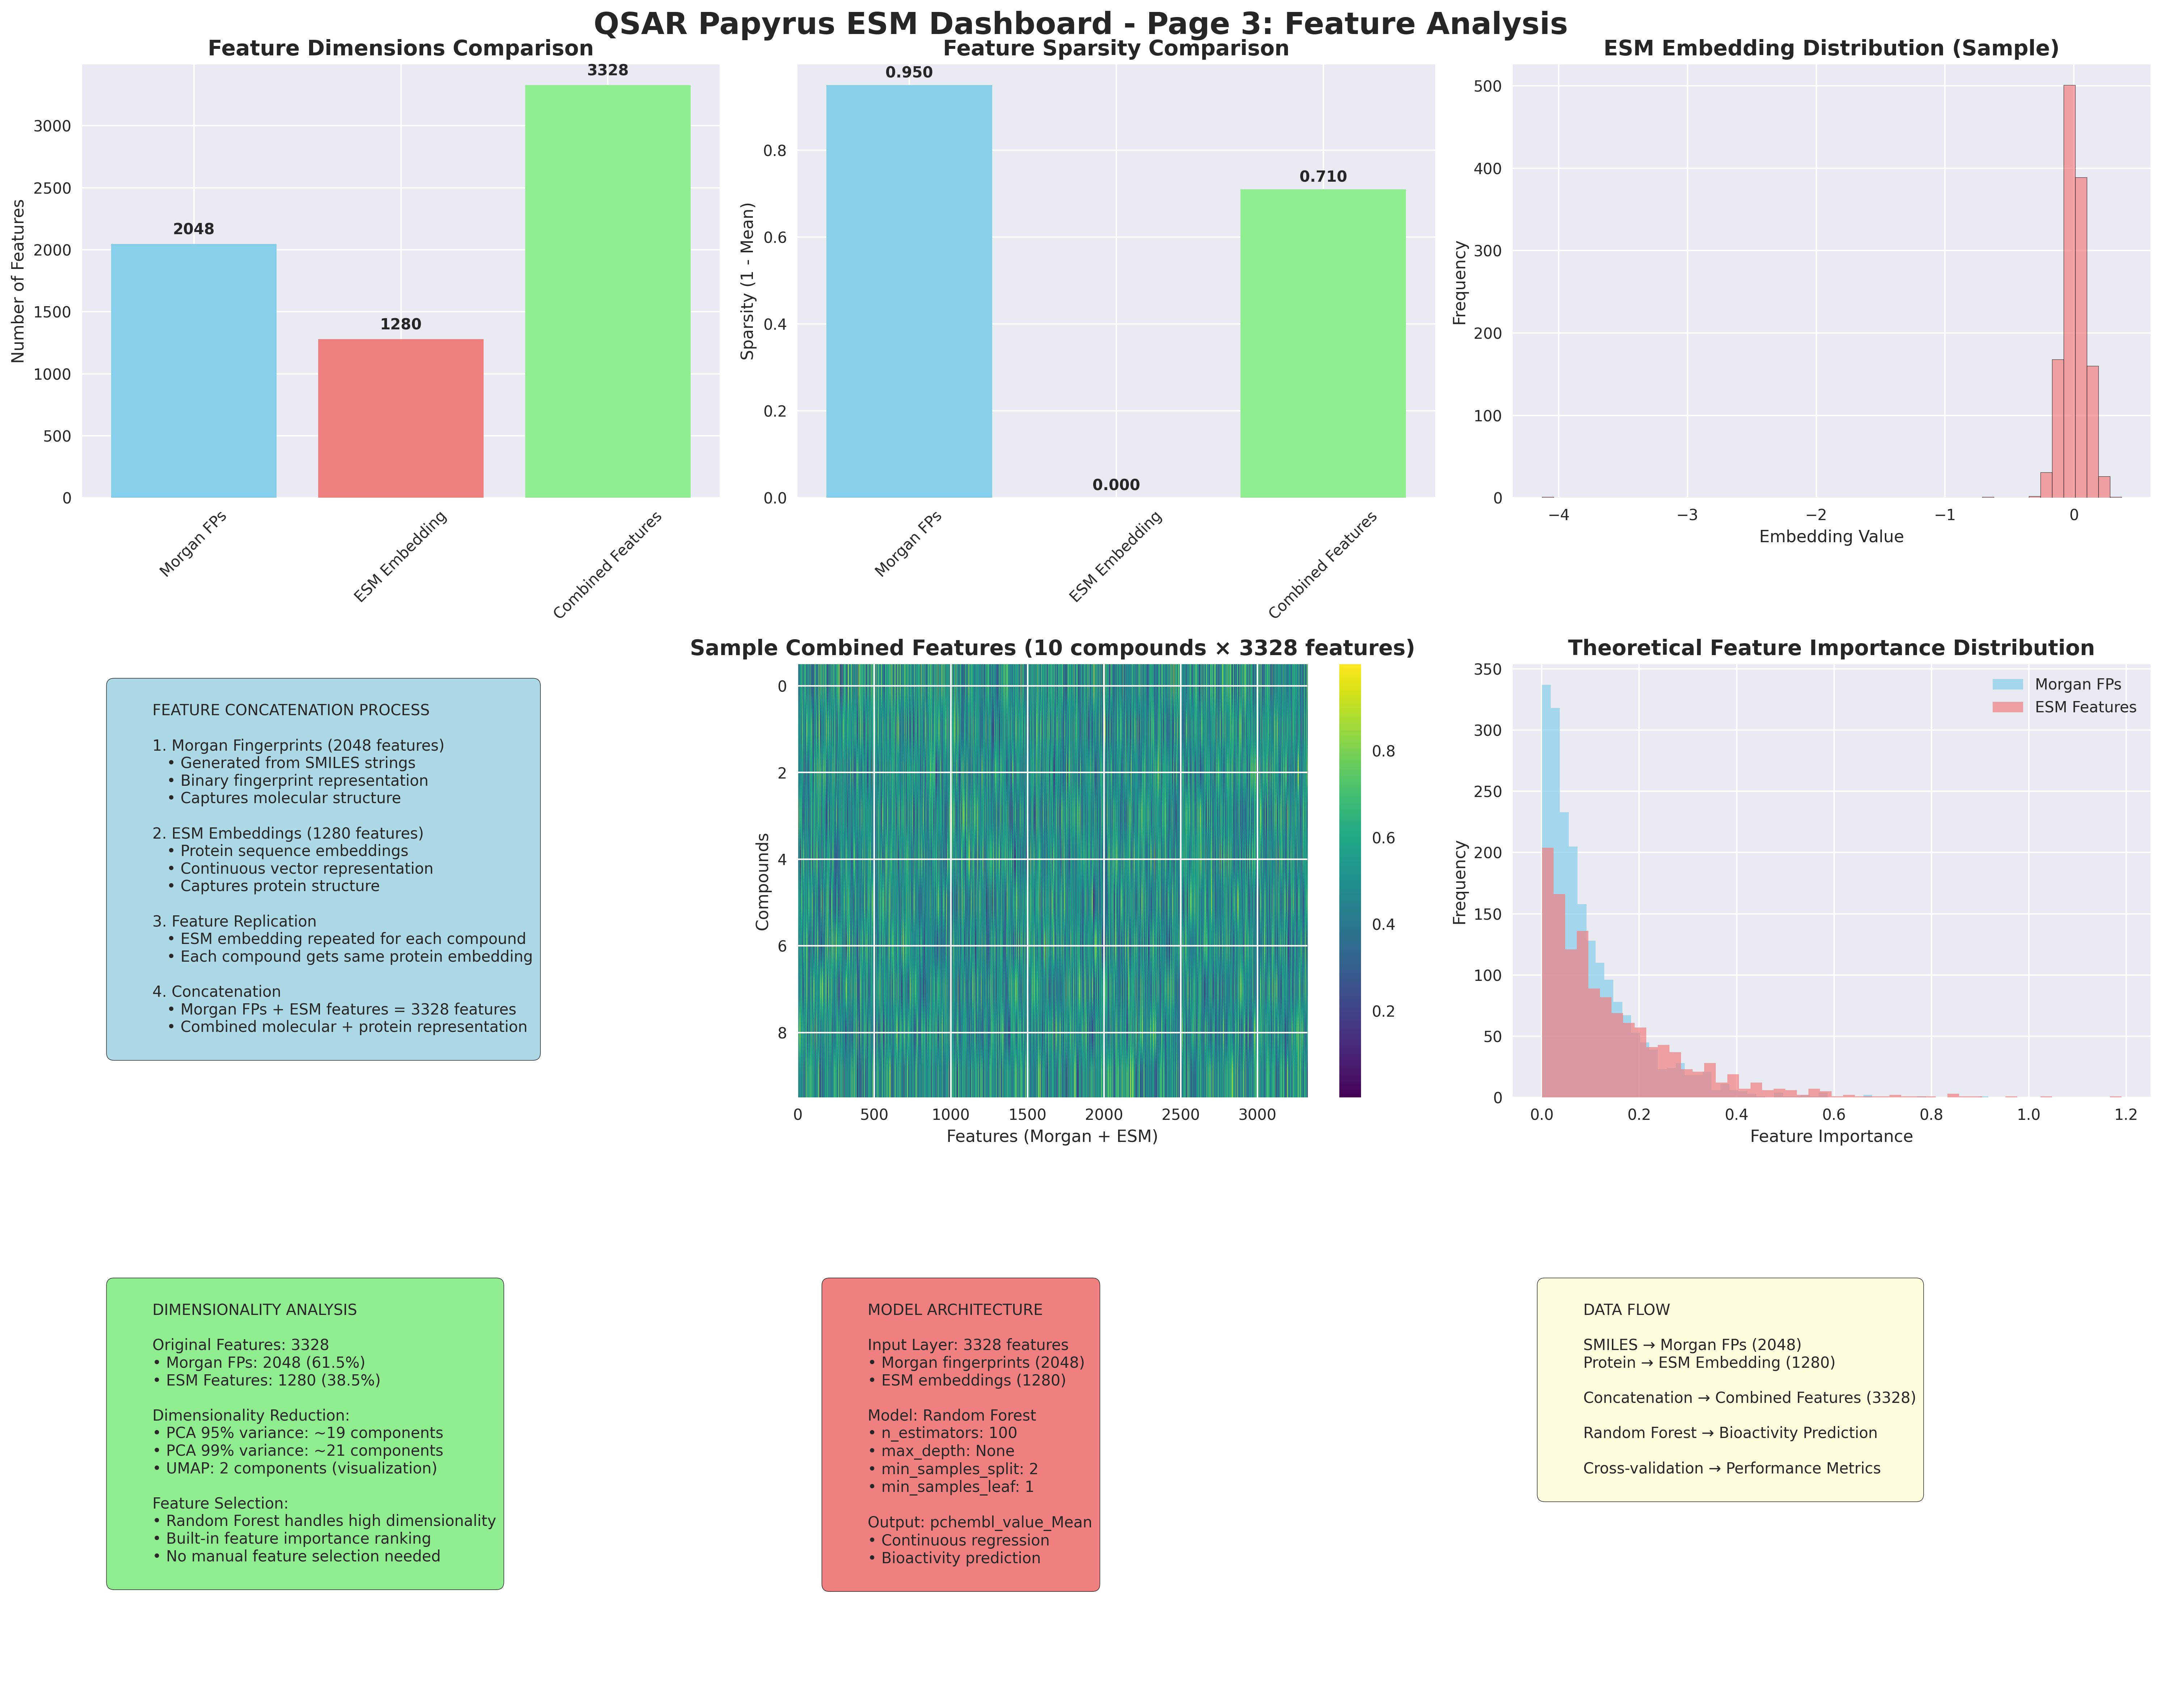 QSAR Papyrus ESM Dashboard - Page 3: Feature Analysis
Feature Dimensions Comparison
Number of Features
3000
2500
2000
1500
1000
500
0
2048
1280
3328
Morgan FPs
ESM Embedding
Combined Features
Feature Sparsity Comparison
Sparsity (1 - Mean)
0.8
0.6
0.4
0.2
0.0
0.950
0.000
0.710
Morgan FPs
ESM Embedding
Combined Features
ESM Embedding Distribution (Sample)
Frequency
500
400
300
200
100
0
−4
−3
−2
−1
0
Embedding Value
FEATURE CONCATENATION PROCESS
1. Morgan Fingerprints (2048 features)
• Generated from SMILES strings
• Binary fingerprint representation
• Captures molecular structure
2. ESM Embeddings (1280 features)
• Protein sequence embeddings
• Continuous vector representation
• Captures protein structure
3. Feature Replication
• ESM embedding repeated for each compound
• Each compound gets same protein embedding
4. Concatenation
• Morgan FPs + ESM features = 3328 features
• Combined molecular + protein representation
Sample Combined Features (10 compounds × 3328 features)
Compounds
0
2
4
6
8
0
500
1000
1500
2000
2500
3000
Features (Morgan + ESM)
0.8
0.6
0.4
0.2
Theoretical Feature Importance Distribution
Morgan FPs
ESM Features
Frequency
350
300
250
200
150
100
50
0
0.0
0.2
0.4
0.6
0.8
1.0
1.2
Feature Importance
DIMENSIONALITY ANALYSIS
Original Features: 3328
• Morgan FPs: 2048 (61.5%)
• ESM Features: 1280 (38.5%)
Dimensionality Reduction:
• PCA 95% variance: ~19 components
• PCA 99% variance: ~21 components
• UMAP: 2 components (visualization)
Feature Selection:
• Random Forest handles high dimensionality
• Built-in feature importance ranking
• No manual feature selection needed
MODEL ARCHITECTURE
Input Layer: 3328 features
• Morgan fingerprints (2048)
• ESM embeddings (1280)
Model: Random Forest
• n_estimators: 100
• max_depth: None
• min_samples_split: 2
• min_samples_leaf: 1
Output: pchembl_value_Mean
• Continuous regression
• Bioactivity prediction
DATA FLOW
SMILES → Morgan FPs (2048)
Protein → ESM Embedding (1280)
Concatenation → Combined Features (3328)
Random Forest → Bioactivity Prediction
Cross-validation → Performance Metrics